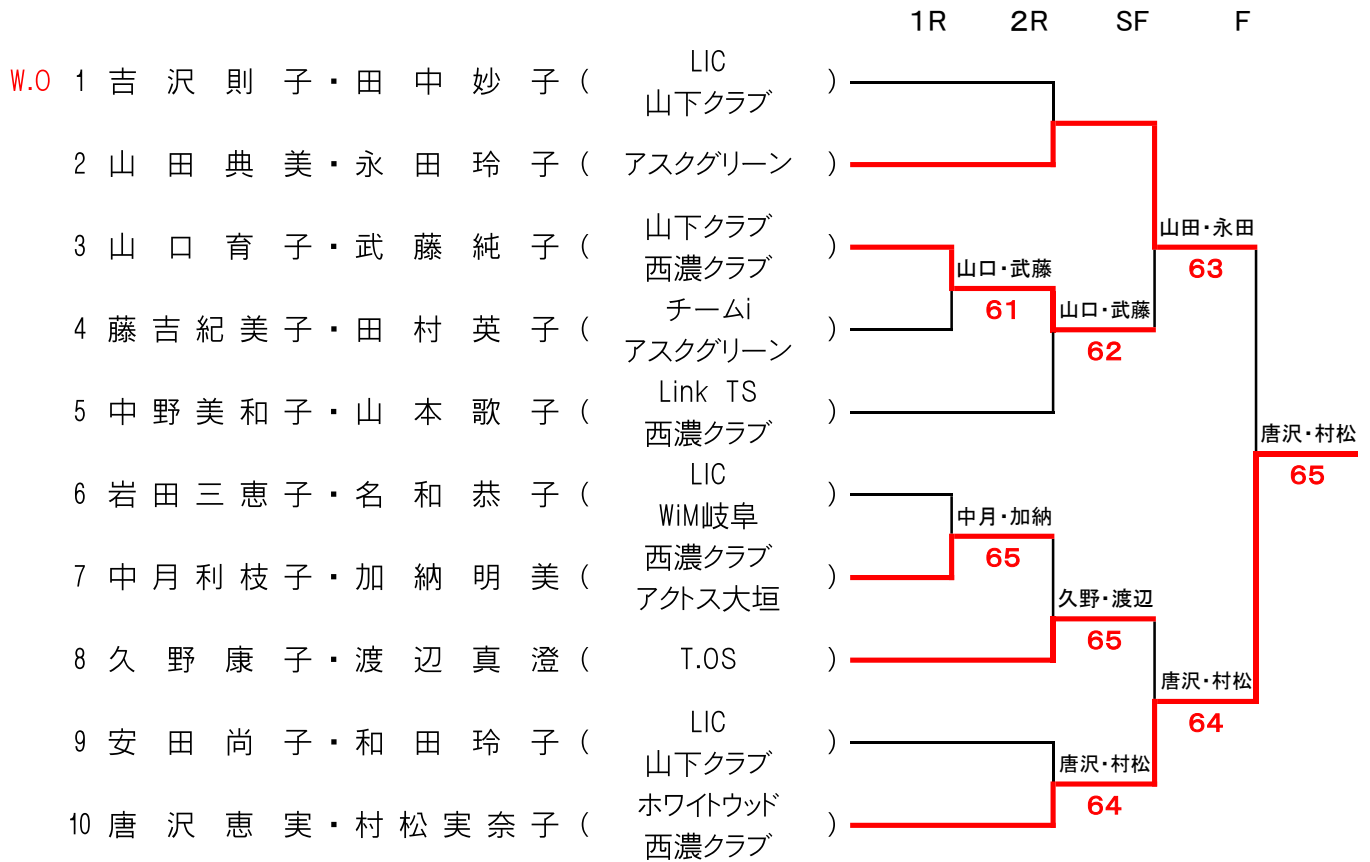 1R 2R SF F
W.O 1 吉沢則子・田中妙子 ( LIC 山下クラブ )
2 山田典美・永田玲子 ( アスクグリーン )
3 山口育子・武藤純子 ( 山下クラブ 西濃クラブ )
4 藤吉紀美子・田村英子 ( チームi アスクグリーン )
5 中野美和子・山本歌子 ( Link TS 西濃クラブ )
6 岩田三恵子・名和恭子 ( LIC WiM岐阜 )
7 中月利枝子・加納明美 ( 西濃クラブ アクトス大垣 )
8 久野康子・渡辺真澄 ( T.OS )
9 安田尚子・和田玲子 ( LIC 山下クラブ )
10 唐沢恵実・村松実奈子 ( ホワイトウッド 西濃クラブ )
山口・武藤
61
中月・加納
65
山口・武藤
62
久野・渡辺
65
唐沢・村松
64
山田・永田
63
唐沢・村松
64
唐沢・村松
65